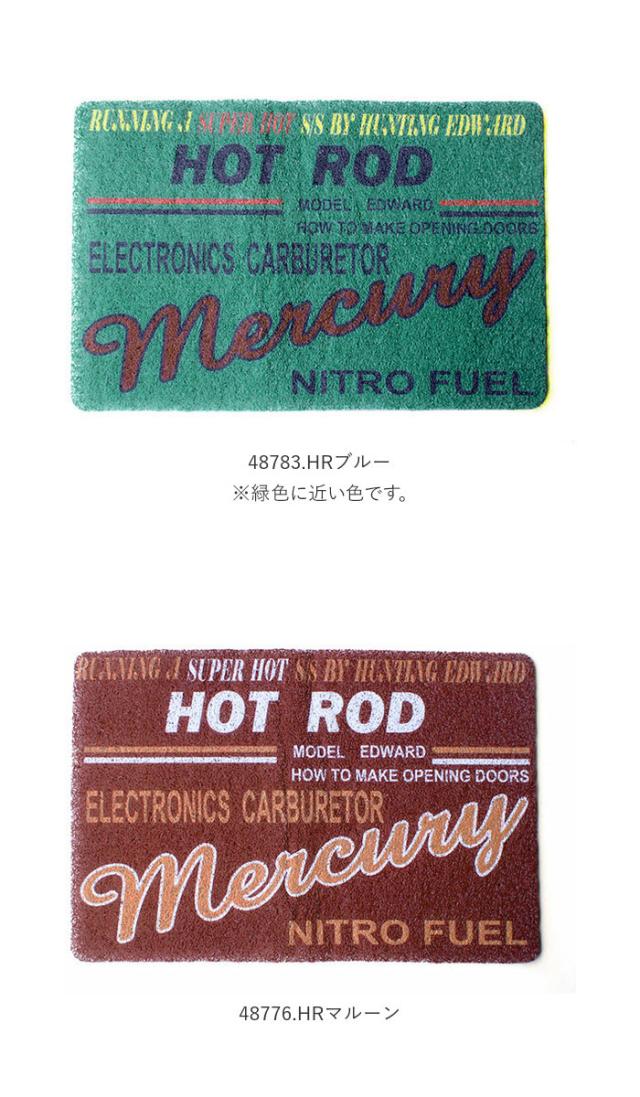 RUNNING A SUPER HOT S/S BY HUNTING EDWARD
HOT ROD
MODEL EDWARD
HOW TO MAKE OPENING DOORS
ELECTRONICS CARBURETOR
Mercury
NITRO FUEL
48783.HRブルー
※緑色に近い色です。
RUNNING A SUPER HOT S/S BY HUNTING EDWARD
HOT ROD
MODEL EDWARD
HOW TO MAKE OPENING DOORS
ELECTRONICS CARBURETOR
Mercury
NITRO FUEL
48776.HRマルーン